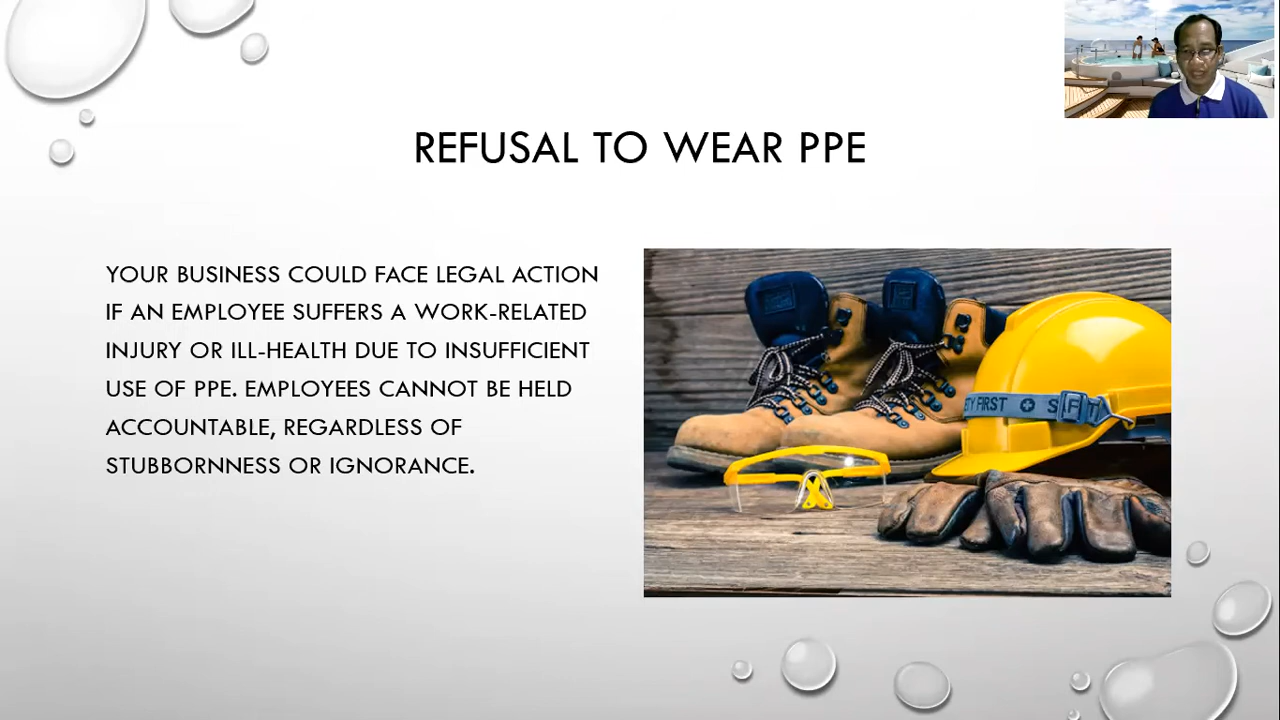 REFUSAL TO WEAR PPE
YOUR BUSINESS COULD FACE LEGAL ACTION
IF AN EMPLOYEE SUFFERS A WORK-RELATED
INJURY OR ILL-HEALTH DUE TO INSUFFICIENT
USE OF PPE. EMPLOYEES CANNOT BE HELD
ACCOUNTABLE, REGARDLESS OF
STUBBORNNESS OR IGNORANCE.
FIRST